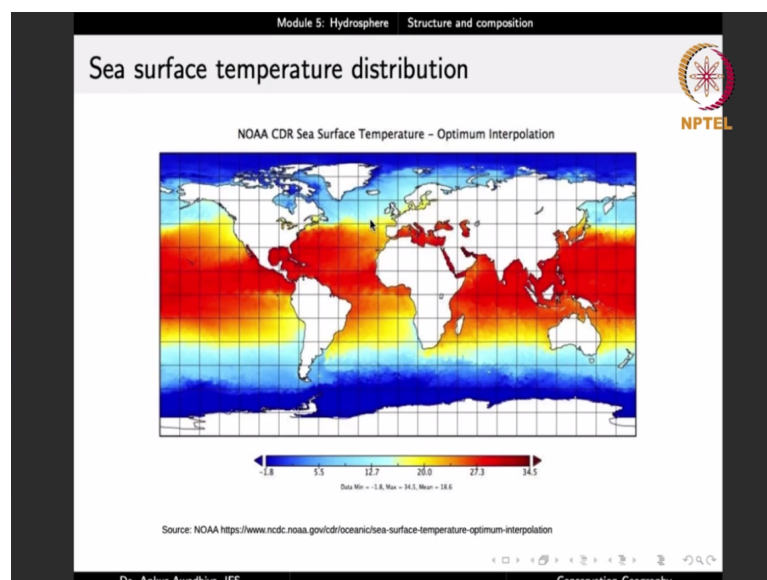 Module 5: Hydrosphere Structure and composition
Sea surface temperature distribution
NPTEL
NOAA CDR Sea Surface Temperature – Optimum Interpolation
-1.8 5.5 12.7 20.0 27.3 34.5
Data Min = -1.8, Max = 34.5, Mean = 18.6
Source: NOAA https://www.ncdc.noaa.gov/cdr/oceanic/sea-surface-temperature-optimum-interpolation